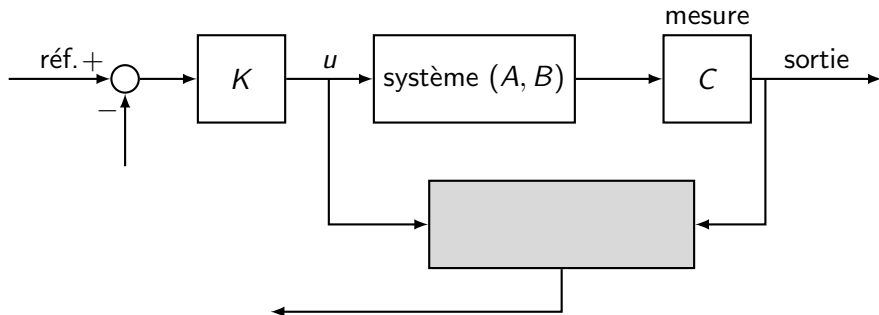 mesure
réf. +
−
K
u
système (A, B)
C
sortie